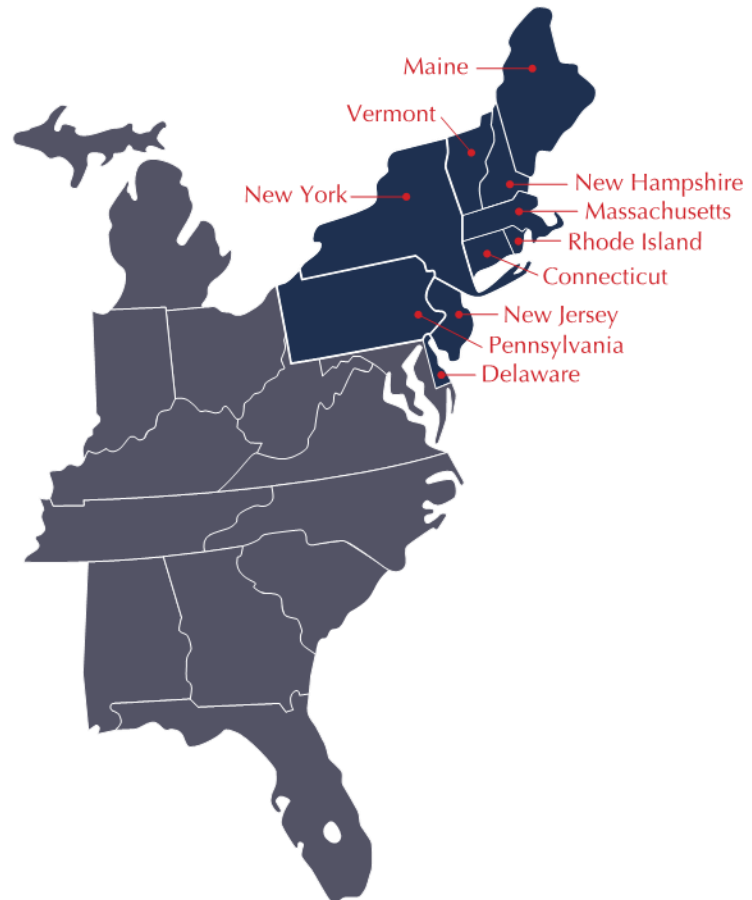 Maine
Vermont
New Hampshire
New York
Massachusetts
Rhode Island
Connecticut
New Jersey
Pennsylvania
Delaware